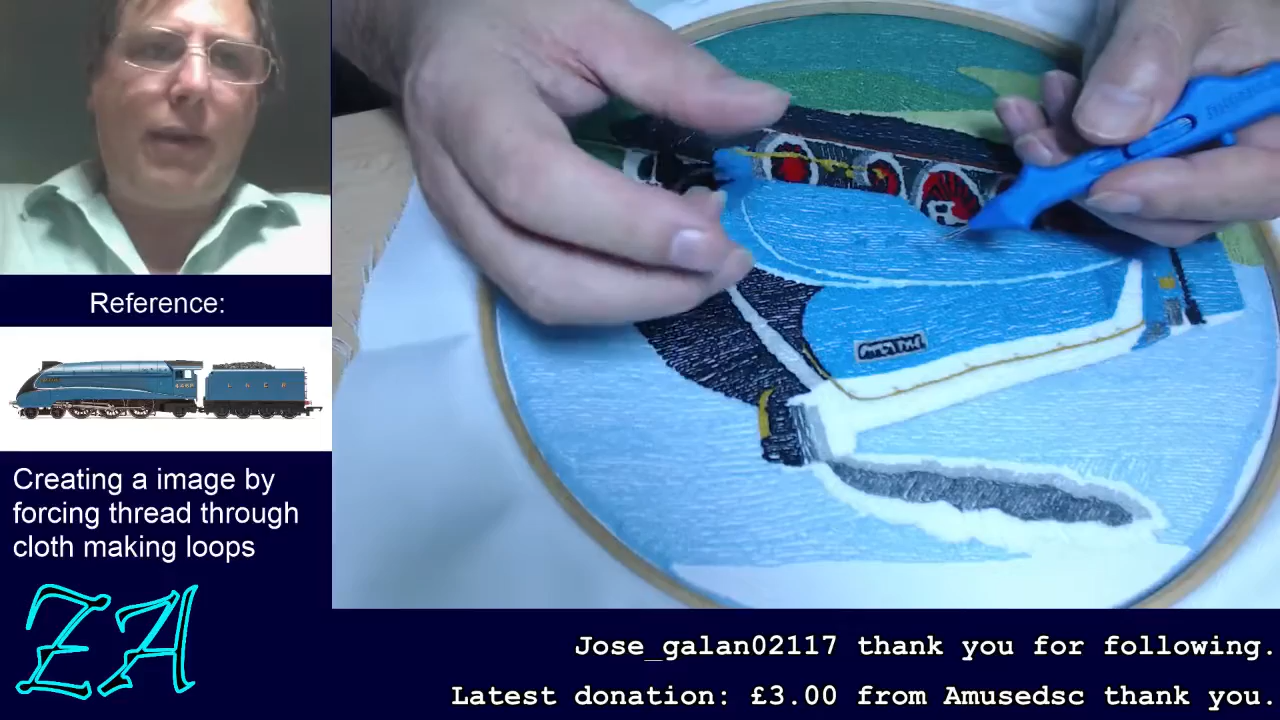 Reference:
Creating a image by
forcing thread through
cloth making loops
ZA
Jose_galan02117 thank you for following.
Latest donation: £3.00 from Amusedsc thank you.